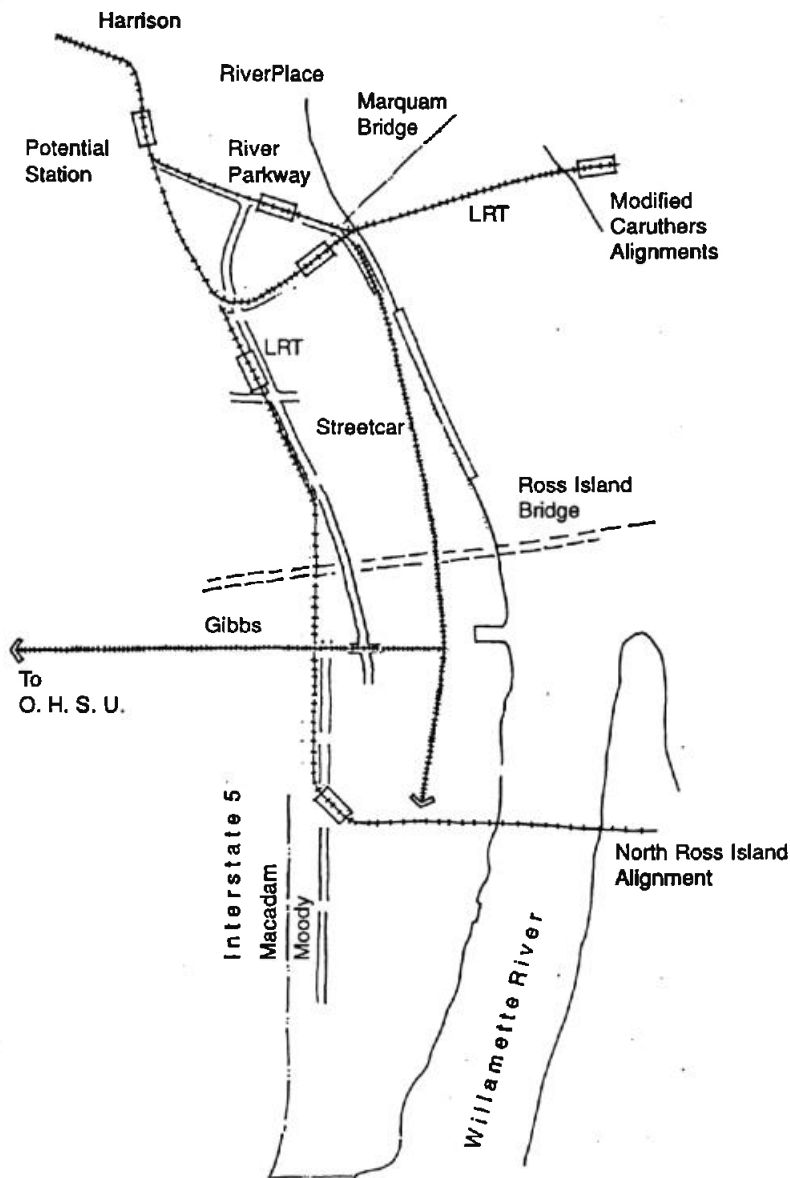 Harrison
RiverPlace
Marquam
Bridge
Potential
Station
River
Parkway
LRT
Modified
Caruthers
Alignments
LRT
Streetcar
Ross Island
Bridge
Gibbs
To
O. H. S. U.
Interstate 5
Macadam
Moody
North Ross Island
Alignment
Willamette River